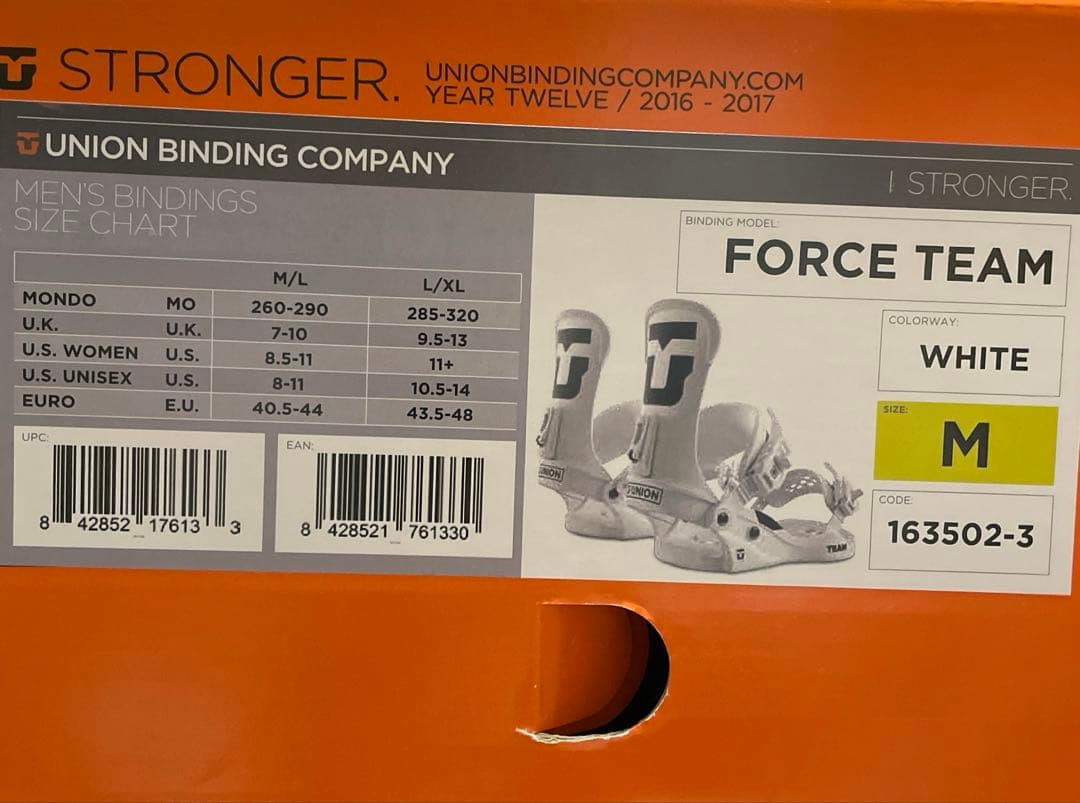 STRONGER.
UNIONBINDINGCOMPANY.COM
YEAR TWELVE / 2016 - 2017
UNION BINDING COMPANY
I STRONGER.
MEN'S BINDINGS
SIZE CHART
M/L L/XL
MONDO MO 260-290 285-320
U.K. U.K. 7-10 9.5-13
U.S. WOMEN U.S. 8.5-11 11+
U.S. UNISEX U.S. 8-11 10.5-14
EURO E.U. 40.5-44 43.5-48
UPC:
8 42852 17613 3
EAN:
8 428521 761330
BINDING MODEL:
FORCE TEAM
COLORWAY:
WHITE
SIZE:
M
CODE:
163502-3
UNION
UNION
TEAM